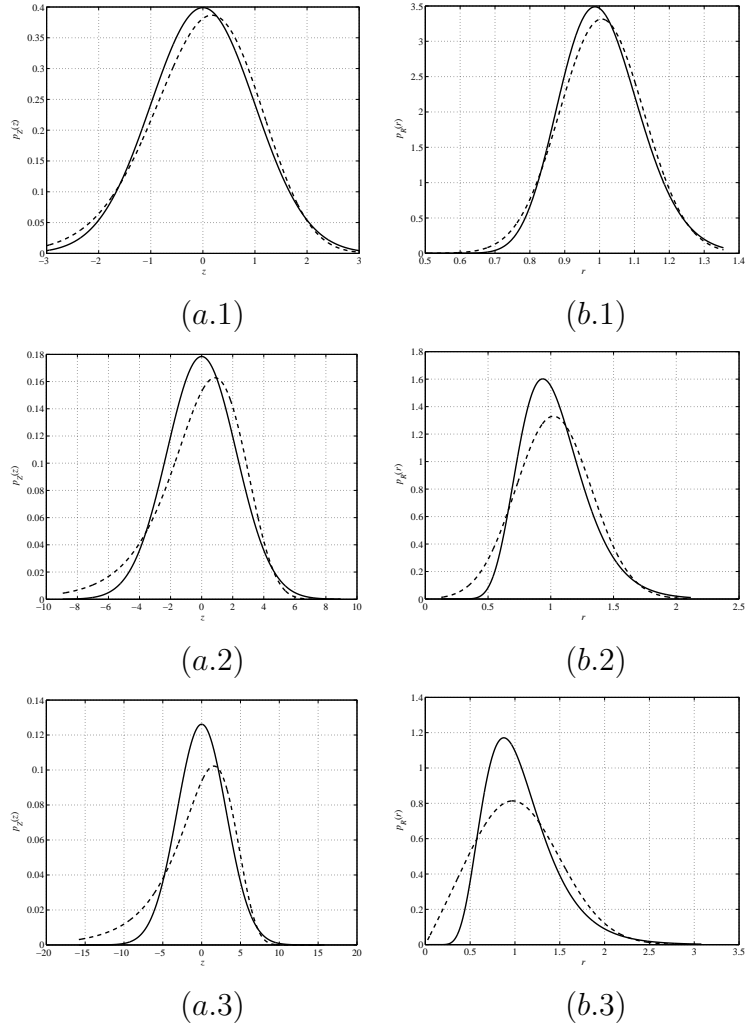 0.4
0.35
0.3
0.25
0.2
0.15
0.1
0.05
0
−3 −2 −1 0 1 2 3
z
p_Z(z)
(a.1)
3.5
3
2.5
2
1.5
1
0.5
0
0.5 0.6 0.7 0.8 0.9 1 1.1 1.2 1.3 1.4
r
p_R(r)
(b.1)
0.18
0.16
0.14
0.12
0.1
0.08
0.06
0.04
0.02
0
−10 −8 −6 −4 −2 0 2 4 6 8 10
z
p_Z(z)
(a.2)
1.8
1.6
1.4
1.2
1
0.8
0.6
0.4
0.2
0
0 0.5 1 1.5 2 2.5
r
p_R(r)
(b.2)
0.14
0.12
0.1
0.08
0.06
0.04
0.02
0
−20 −15 −10 −5 0 5 10 15 20
z
p_Z(z)
(a.3)
1.4
1.2
1
0.8
0.6
0.4
0.2
0
0 0.5 1 1.5 2 2.5 3 3.5
r
p_R(r)
(b.3)